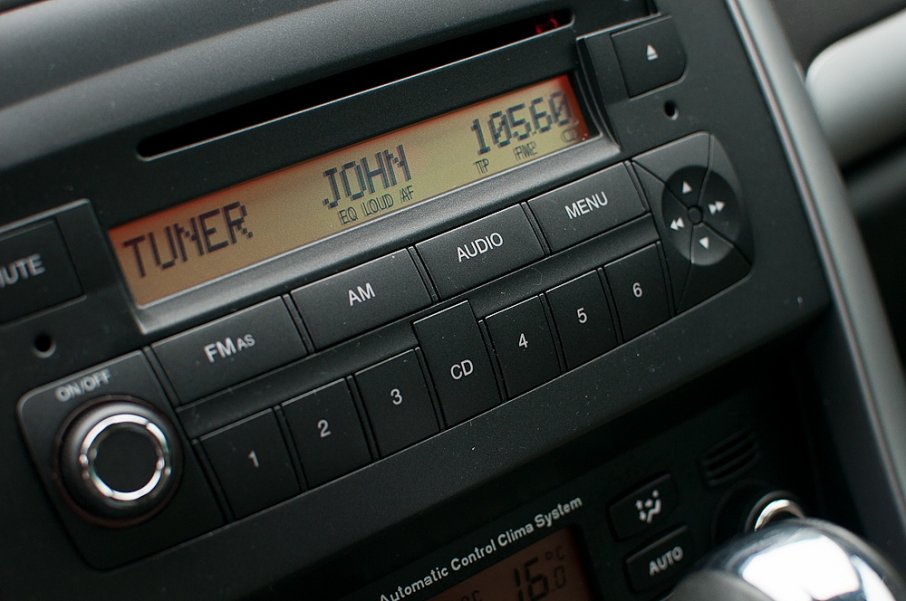 TUNER JOHN 105.60
EQ LOUD AF TP FM2
MUTE
MENU
AUDIO
AM
FM AS
ON/OFF
1 2 3 CD 4 5 6
Automatic Control Clima System
AUTO
16.0 °C
°C